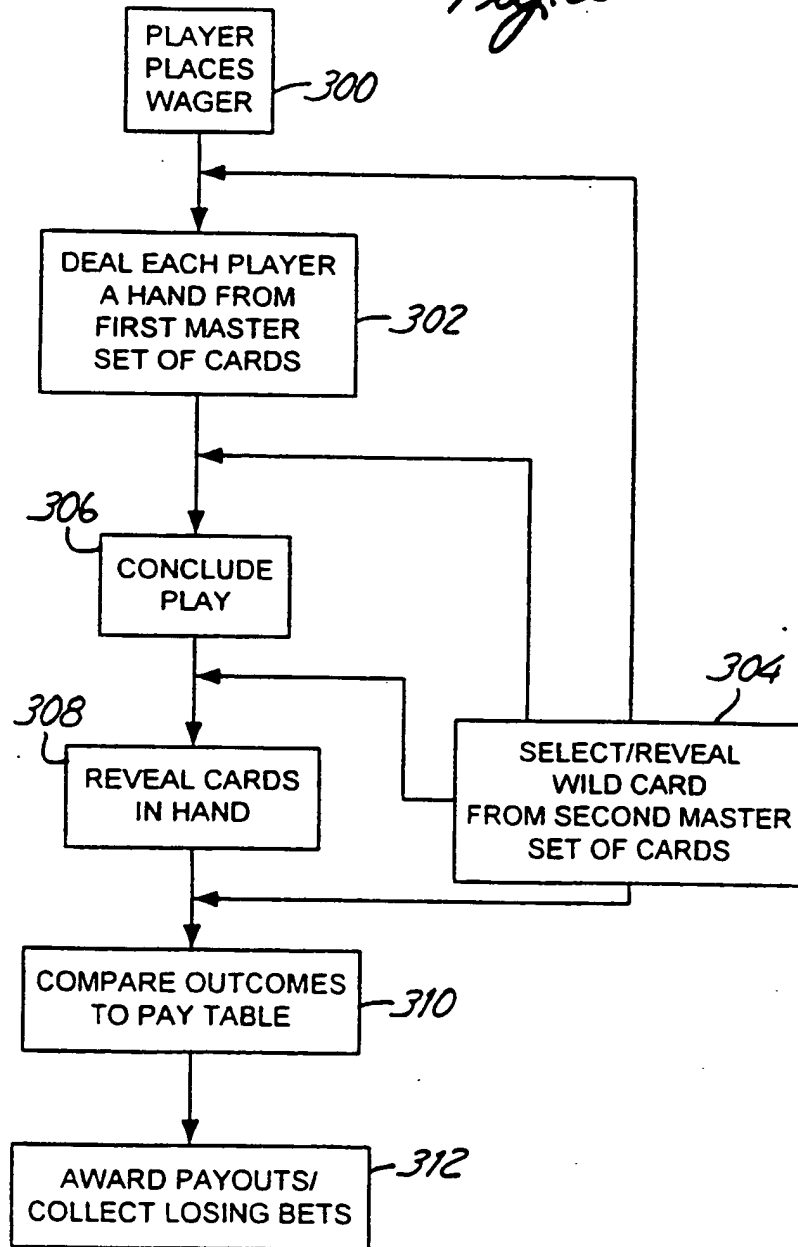 PLAYER
PLACES
WAGER
300
DEAL EACH PLAYER
A HAND FROM
FIRST MASTER
SET OF CARDS
302
306
CONCLUDE
PLAY
304
308
REVEAL CARDS
IN HAND
SELECT/REVEAL
WILD CARD
FROM SECOND MASTER
SET OF CARDS
COMPARE OUTCOMES
TO PAY TABLE
310
AWARD PAYOUTS/
COLLECT LOSING BETS
312